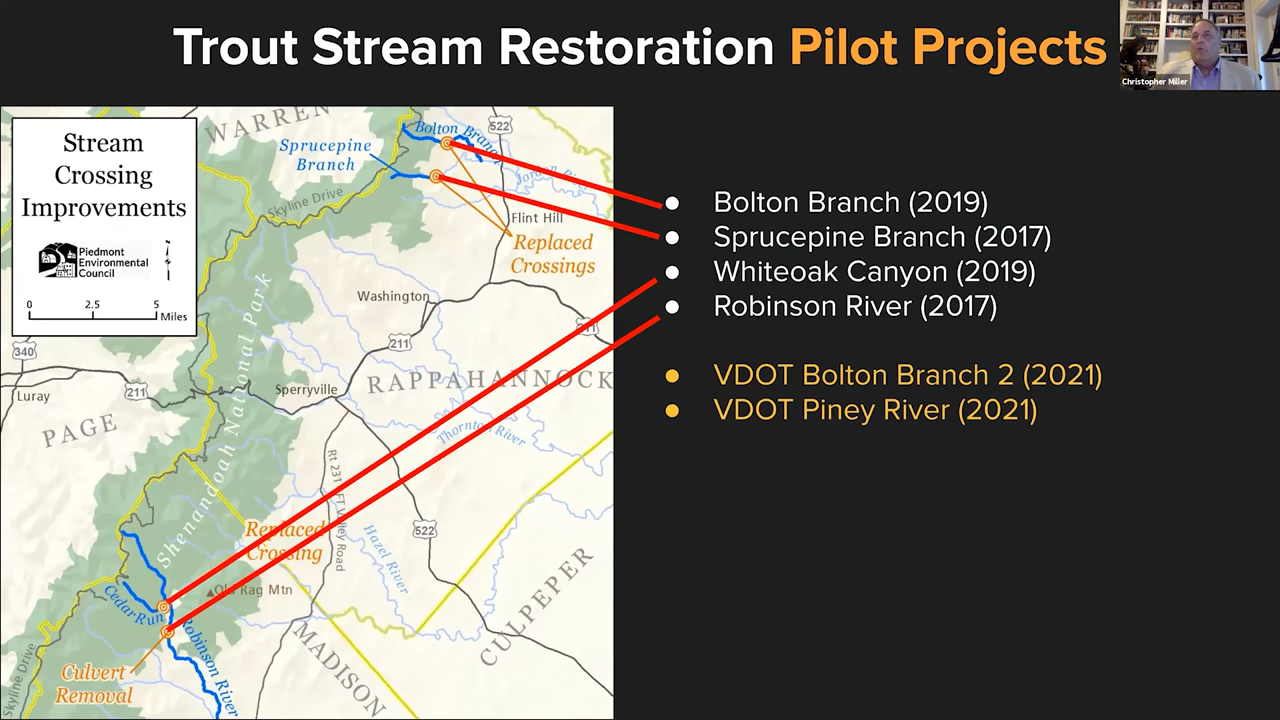 Trout Stream Restoration Pilot Projects
Christopher Miller
Stream
Crossing
Improvements
Piedmont
Environmental
Council
0 2.5 5
Miles
WARREN
Bolton Branch
522
Sprucepine
Branch
Skyline Drive
Flint Hill
Replaced
Crossings
Washington
211
211
340
Luray
211
Sperryville
RAPPAHANNOCK
PAGE
Shenandoah National Park
Thornton River
Rt 231 FT Valley Road
522
Hazel River
Replaced
Crossing
Old Rag Mtn
Cedar Run
Robinson River
CULPEPER
MADISON
Culvert
Removal
Skyline Drive
Bolton Branch (2019)
Sprucepine Branch (2017)
Whiteoak Canyon (2019)
Robinson River (2017)
VDOT Bolton Branch 2 (2021)
VDOT Piney River (2021)